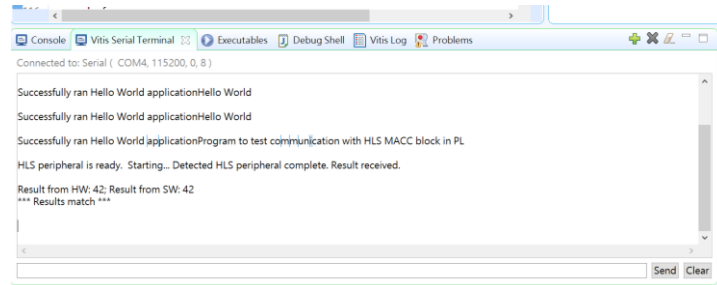 Console Vitis Serial Terminal Executables Debug Shell Vitis Log Problems
Connected to: Serial ( COM4, 115200, 0, 8 )
Successfully ran Hello World applicationHello World
Successfully ran Hello World applicationHello World
Successfully ran Hello World applicationProgram to test communication with HLS MACC block in PL
HLS peripheral is ready. Starting... Detected HLS peripheral complete. Result received.
Result from HW: 42; Result from SW: 42
*** Results match ***
Send Clear